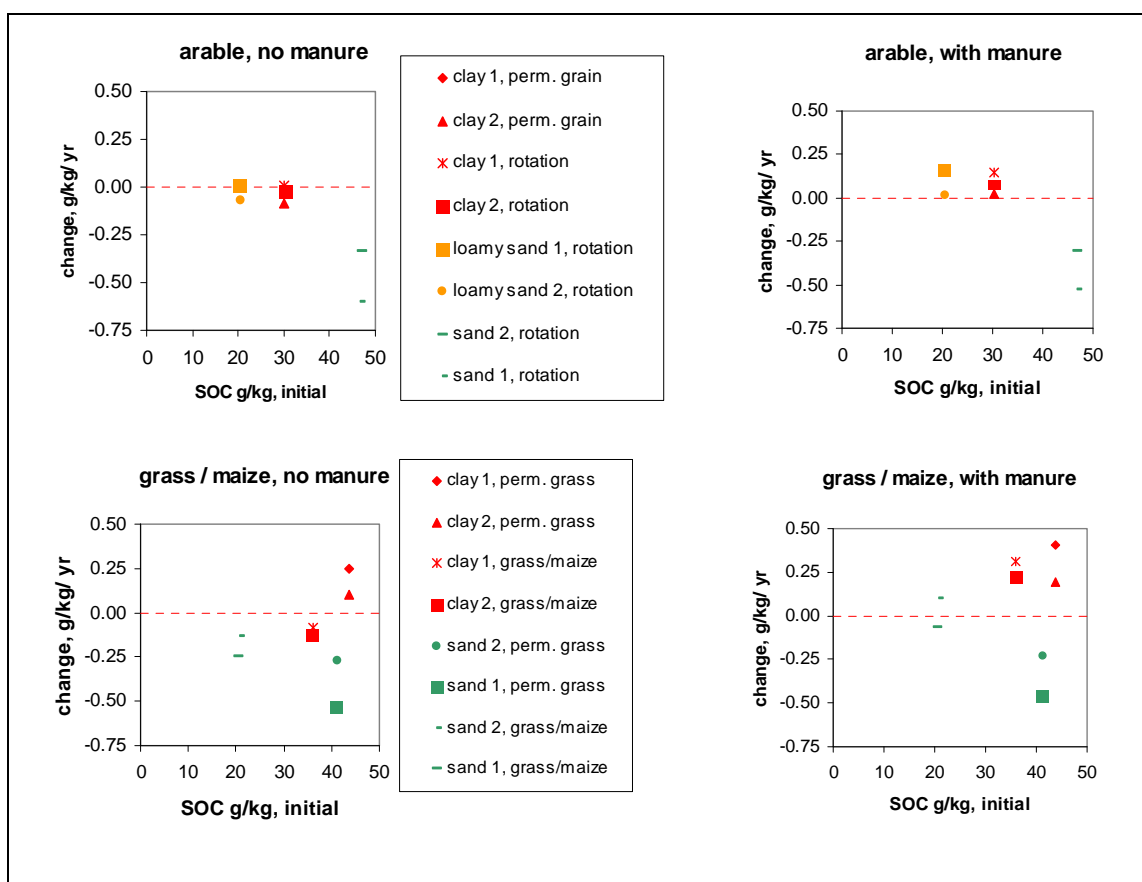 arable, no manure
0.50
0.25
0.00
-0.25
-0.50
-0.75
change, g/kg/ yr
0 10 20 30 40 50
SOC g/kg, initial
clay 1, perm. grain
clay 2, perm. grain
clay 1, rotation
clay 2, rotation
loamy sand 1, rotation
loamy sand 2, rotation
sand 2, rotation
sand 1, rotation
arable, with manure
0.50
0.25
0.00
-0.25
-0.50
-0.75
change, g/kg/ yr
0 10 20 30 40 50
SOC g/kg, initial
grass / maize, no manure
0.50
0.25
0.00
-0.25
-0.50
-0.75
change, g/kg/ yr
0 10 20 30 40 50
SOC g/kg, initial
clay 1, perm. grass
clay 2, perm. grass
clay 1, grass/maize
clay 2, grass/maize
sand 2, perm. grass
sand 1, perm. grass
sand 2, grass/maize
sand 1, grass/maize
grass / maize, with manure
0.50
0.25
0.00
-0.25
-0.50
-0.75
change, g/kg/ yr
0 10 20 30 40 50
SOC g/kg, initial